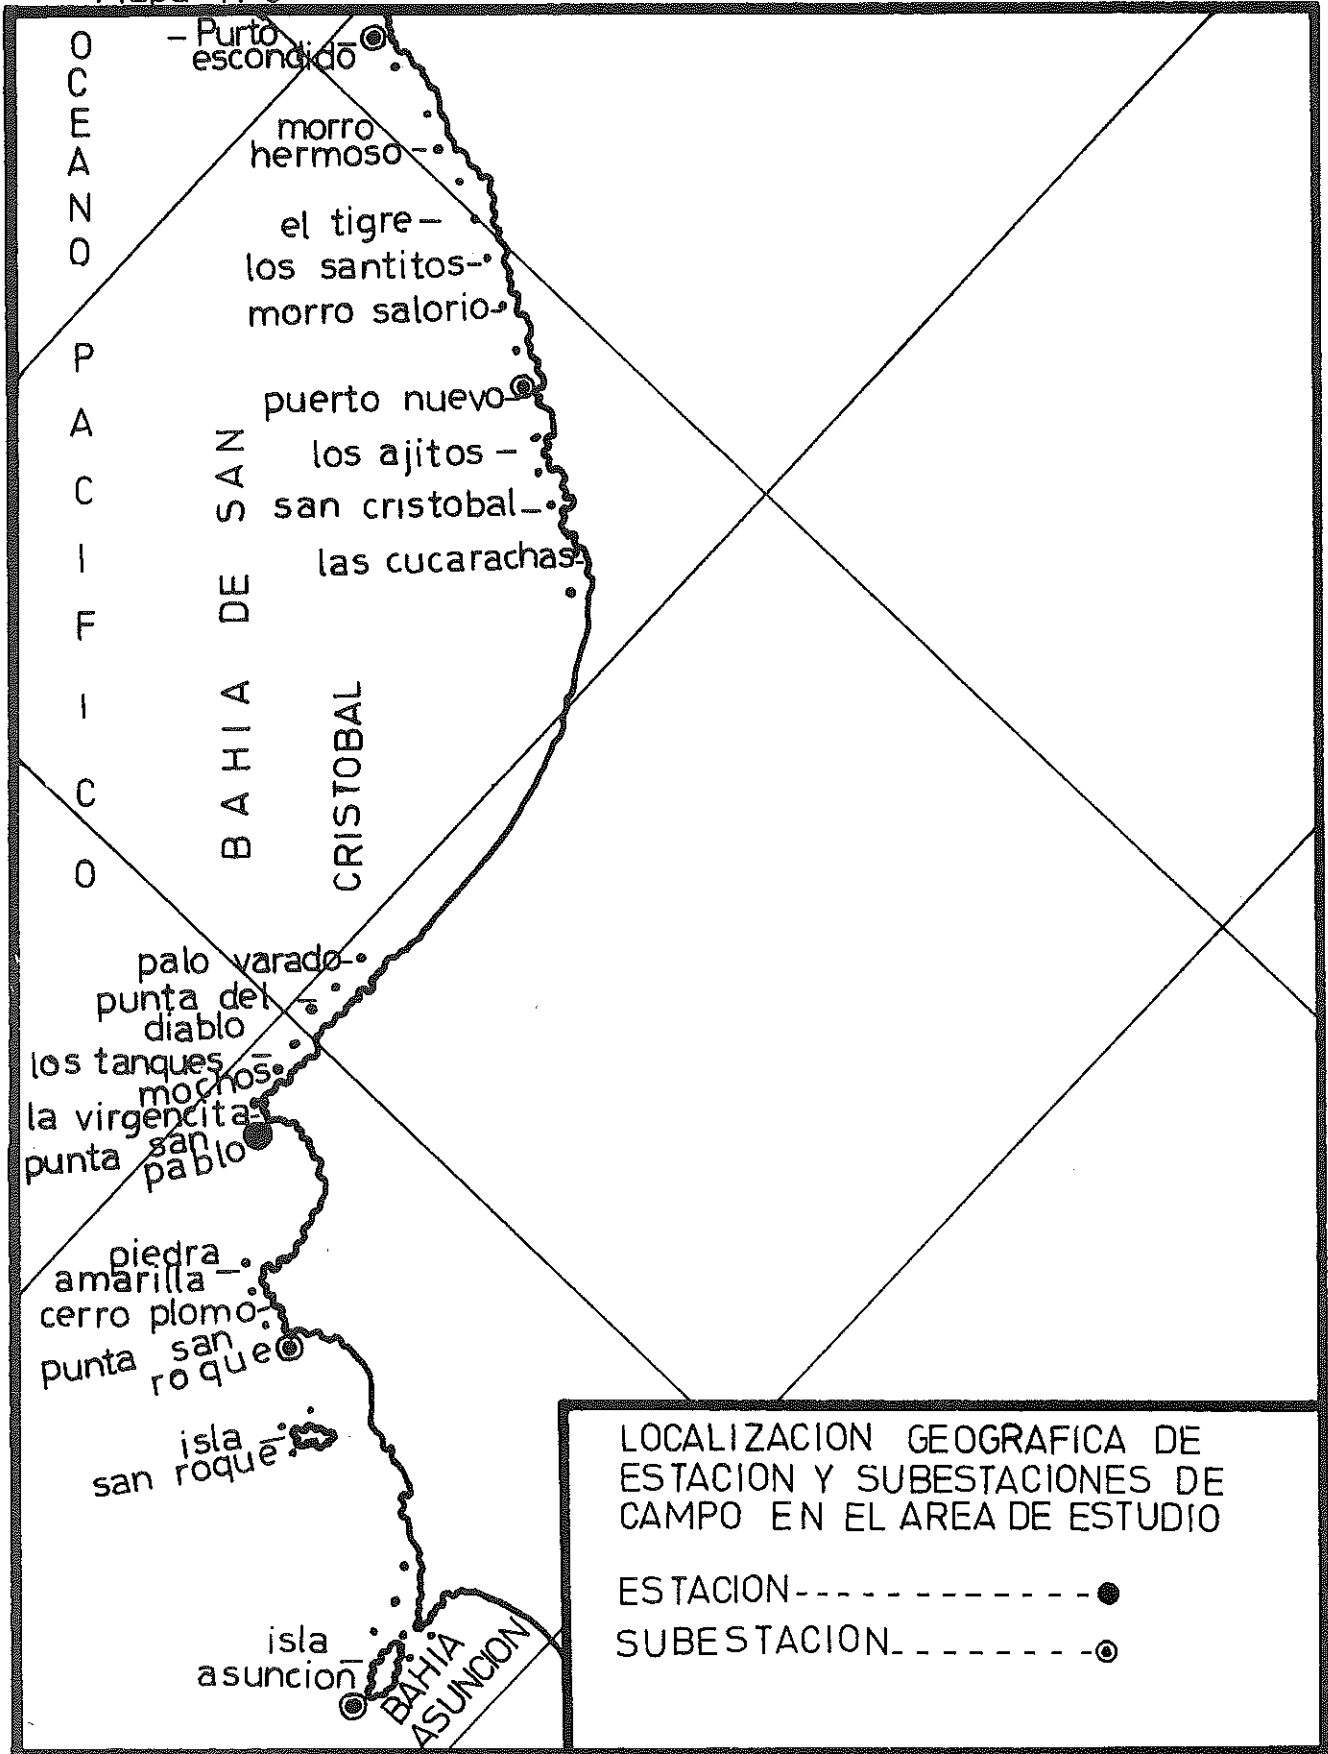 OCEANO PACIFICO
- Purto
escondido -
morro
hermoso -
el tigre -
los santitos -
morro salorio -
puerto nuevo -
los ajitos -
san cristobal -
las cucarachas -
BAHIA DE SAN
CRISTOBAL
palo varado -
punta del -
diablo
los tanques -
mochos -
la virgencita -
punta san
pablo
piedra
amarilla -
cerro plomo -
punta san
roque
isla -
san roque -
isla
asuncion -
BAHIA
ASUNCION
LOCALIZACION GEOGRAFICA DE
ESTACION Y SUBESTACIONES DE
CAMPO EN EL AREA DE ESTUDIO
ESTACION - - - - - - - - - - - - -
SUBESTACION - - - - - - - -